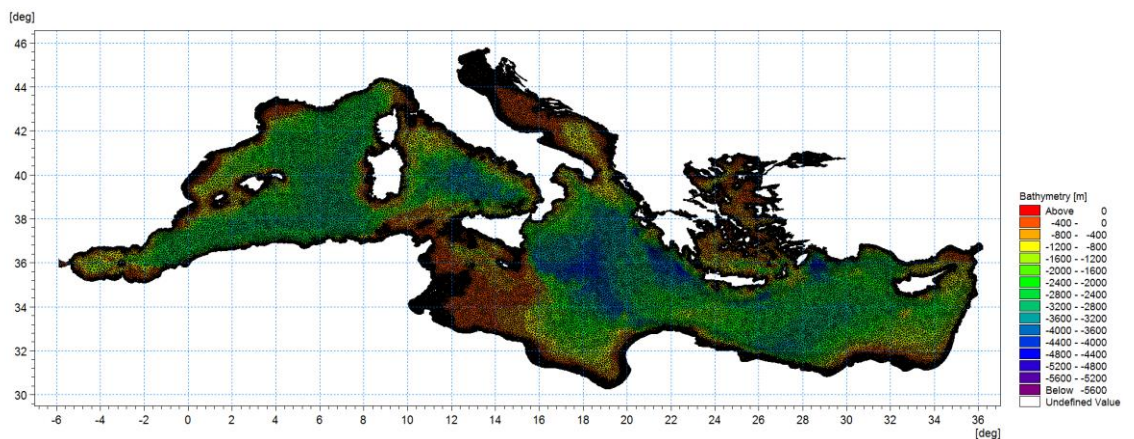 [deg]
46
44
42
40
38
36
34
32
30
-6 -4 -2 0 2 4 6 8 10 12 14 16 18 20 22 24 26 28 30 32 34 36
[deg]
Bathymetry [m]
Above 0
-400 - 0
-800 - -400
-1200 - -800
-1600 - -1200
-2000 - -1600
-2400 - -2000
-2800 - -2400
-3200 - -2800
-3600 - -3200
-4000 - -3600
-4400 - -4000
-4800 - -4400
-5200 - -4800
-5600 - -5200
Below -5600
Undefined Value